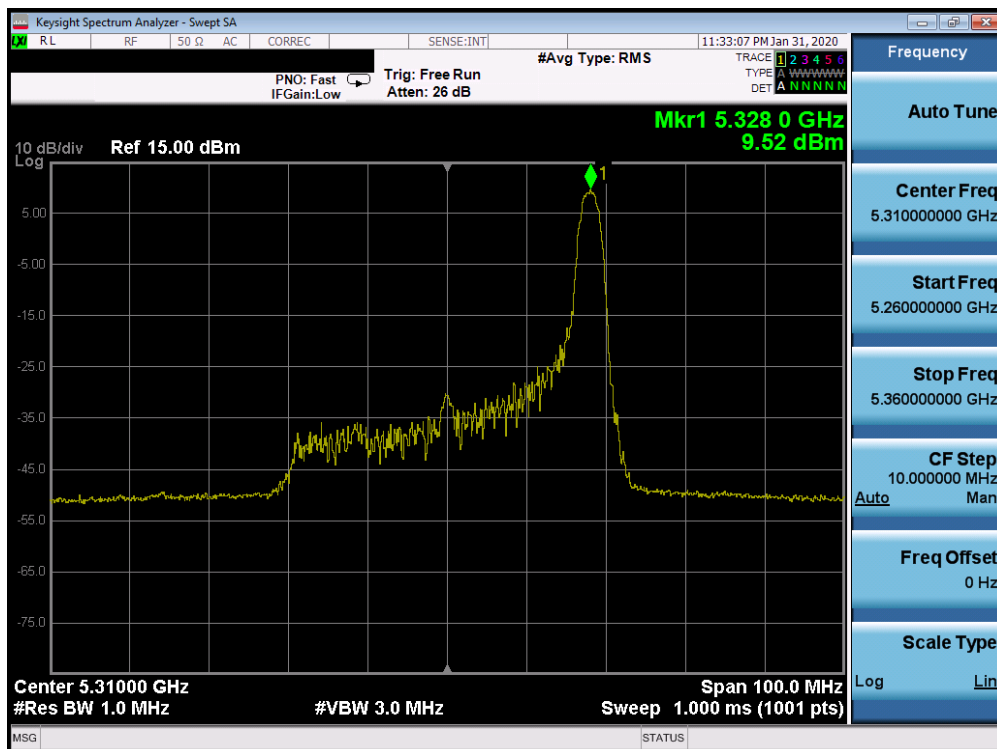 Keysight Spectrum Analyzer - Swept SA
LXI RL RF 50 Ω AC CORREC SENSE:INT 11:33:07 PM Jan 31, 2020
#Avg Type: RMS
TRACE 1 2 3 4 5 6
PNO: Fast Trig: Free Run
TYPE A WWWWW
IFGain:Low Atten: 26 dB
DET A N N N N N
Mkr1 5.328 0 GHz
9.52 dBm
10 dB/div Ref 15.00 dBm
Log
1
5.00
-5.00
-15.0
-25.0
-35.0
-45.0
-55.0
-65.0
-75.0
Center 5.31000 GHz Span 100.0 MHz
#Res BW 1.0 MHz #VBW 3.0 MHz Sweep 1.000 ms (1001 pts)
MSG STATUS
Frequency
Auto Tune
Center Freq
5.310000000 GHz
Start Freq
5.260000000 GHz
Stop Freq
5.360000000 GHz
CF Step
10.000000 MHz
Auto Man
Freq Offset
0 Hz
Scale Type
Log Lin